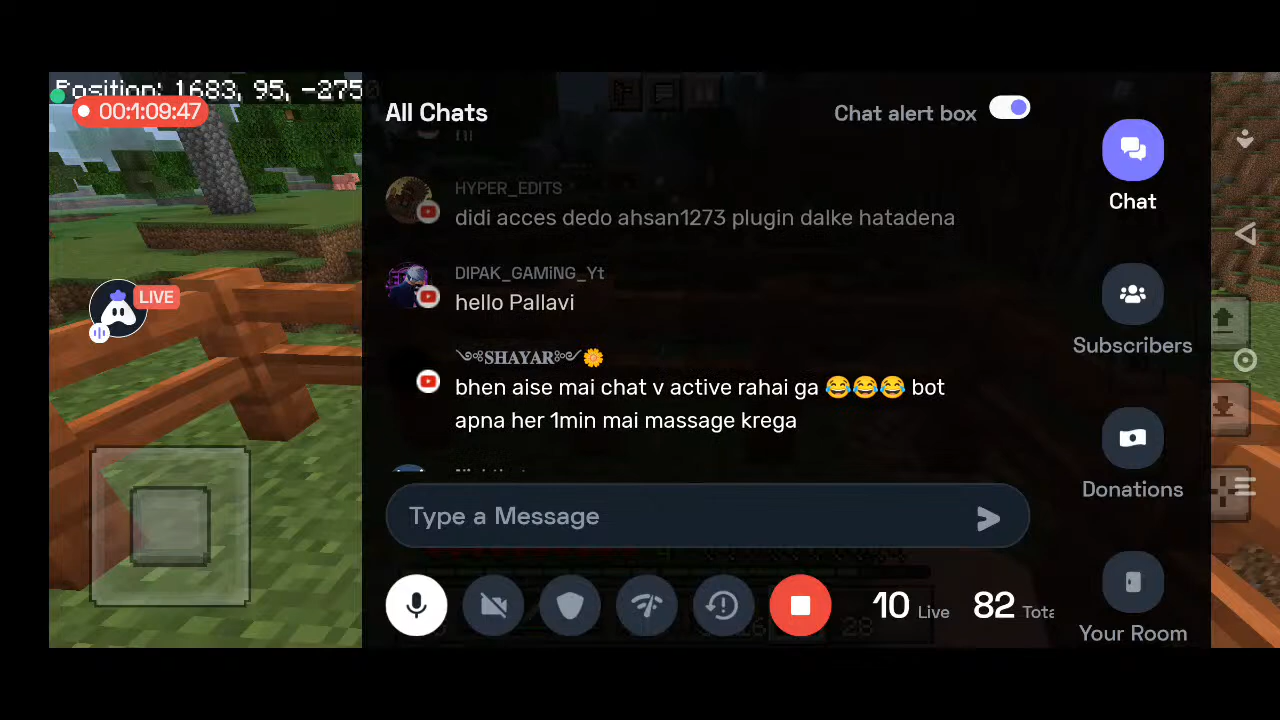 Position: 1683, 95, -2750
00:1:09:47
LIVE
All Chats
Chat alert box
HYPER_EDITS
didi acces dedo ahsan1273 plugin dalke hatadena
DIPAK_GAMiNG_Yt
hello Pallavi
༺𝐒𝐇𝐀𝐘𝐀𝐑༻🌼
bhen aise mai chat v active rahai ga 😂😂😂 bot
apna her 1min mai massage krega
Type a Message
10 Live 82
Chat
Subscribers
Donations
Your Room